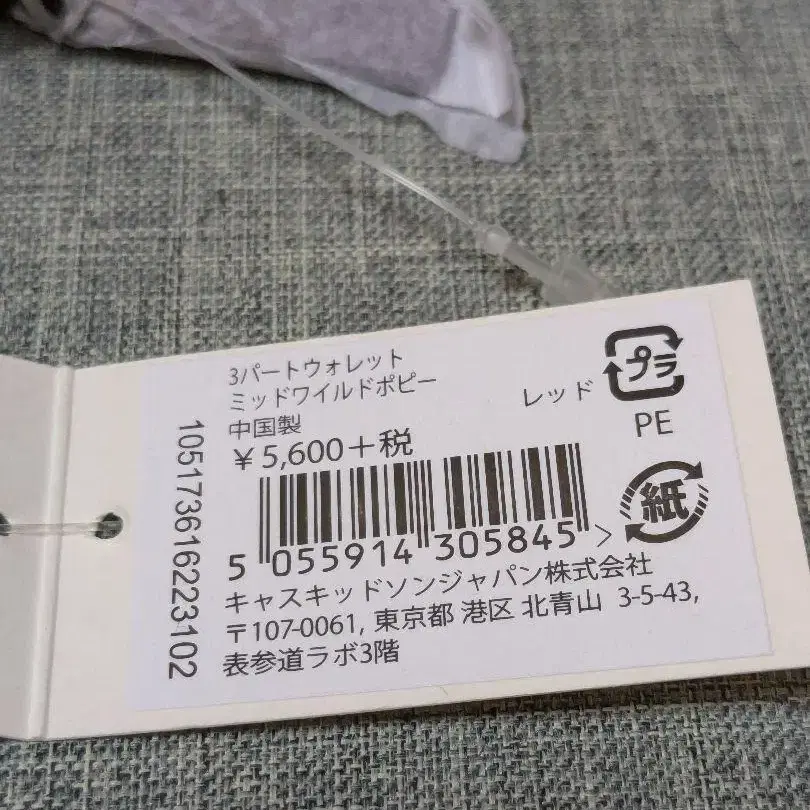 3パートウォレット
ミッドワイルドポピー
レッド
中国製
¥5,600+税
5 055914 305845 >
キャスキッドソンジャパン株式会社
〒107-0061, 東京都 港区 北青山 3-5-43,
表参道ラボ3階
105173616223102
プラ
PE
紙